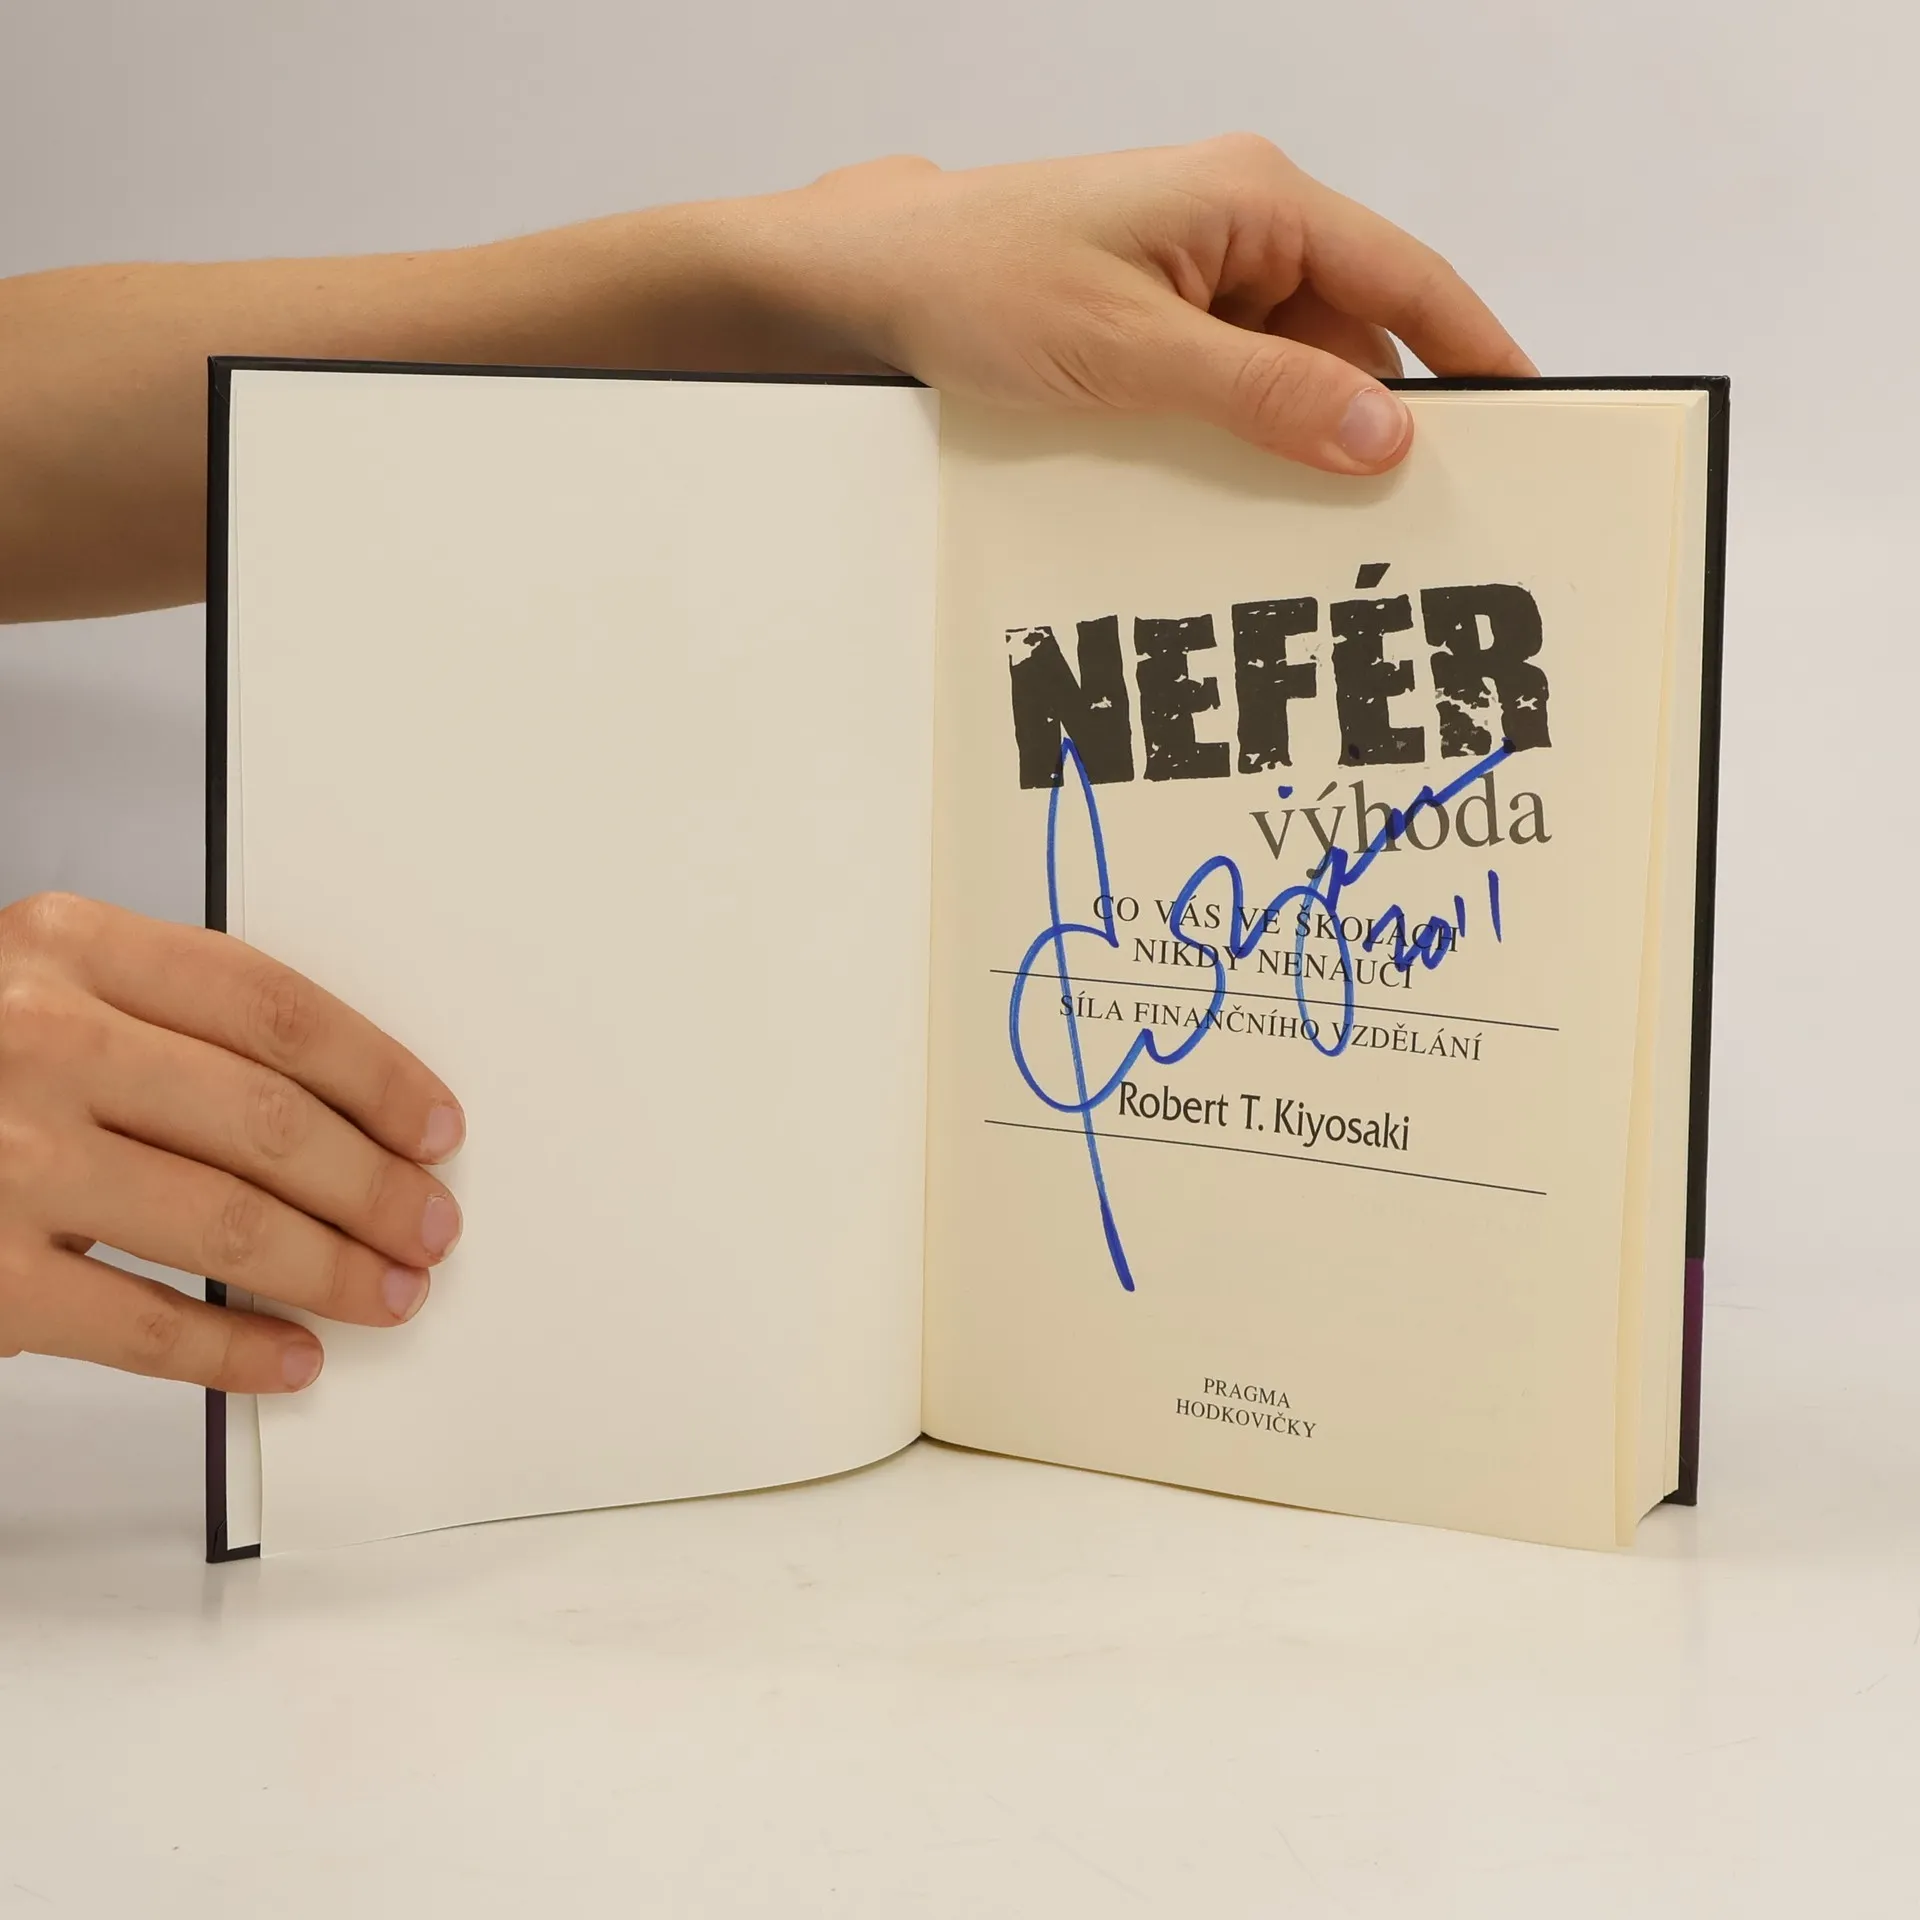 NEFÉR
výhoda
2011
CO VÁS VE ŠKOLÁCH
NIKDY NENAUČÍ
SÍLA FINANČNÍHO VZDĚLÁNÍ
Robert T. Kiyosaki
PRAGMA
HODKOVIČKY